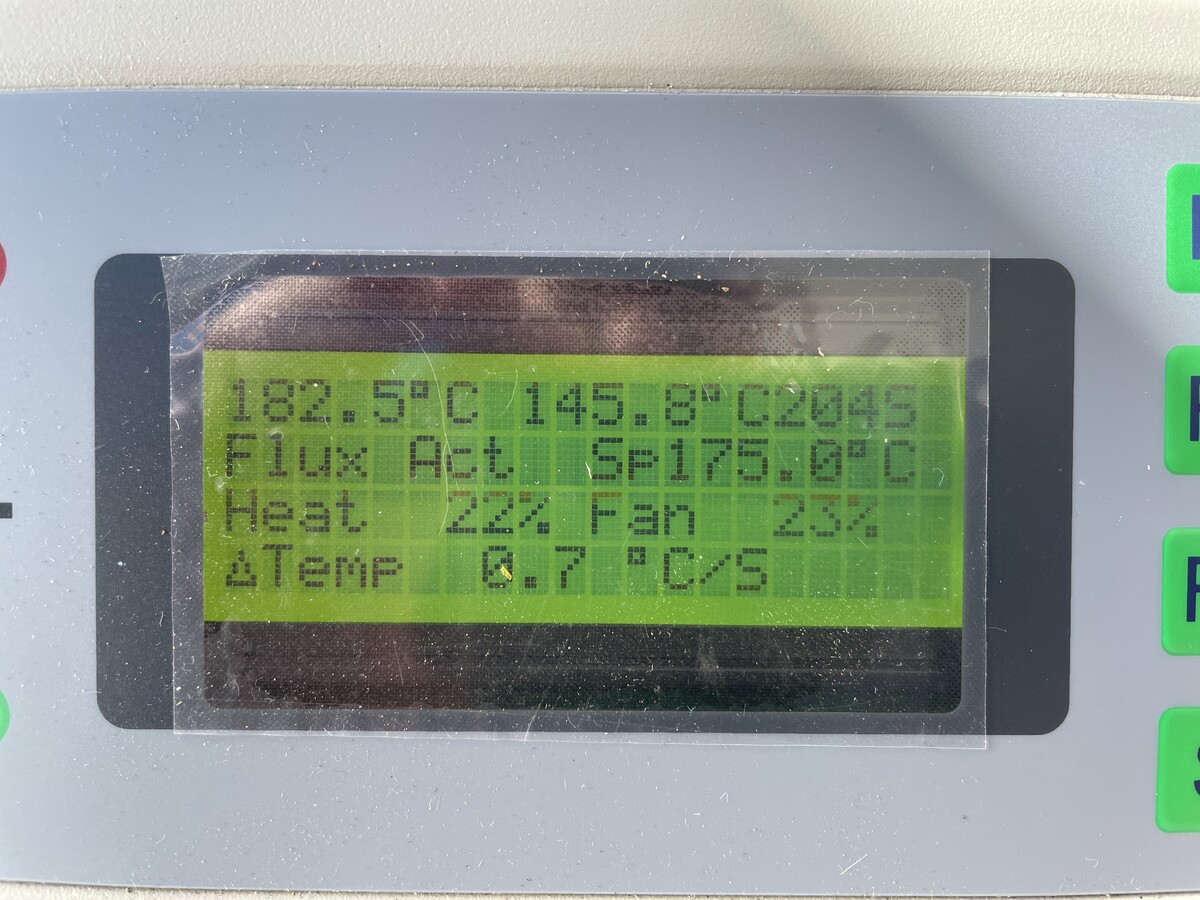 182.5°C 145.8°C204S
Flux Act Sp175.0°C
Heat 22% Fan 23%
ΔTemp 0.7 °C/S